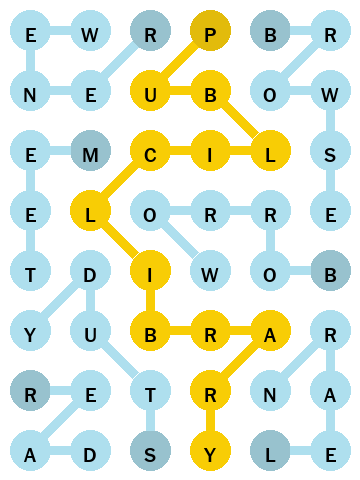 E W R P B R
N E U B O W
E M C I L S
E L O R R E
T D I W O B
Y U B R A R
R E T R N A
A D S Y L E